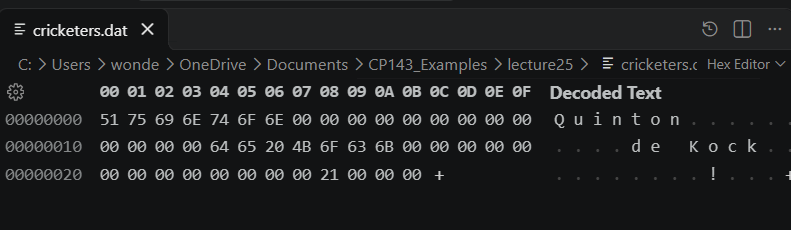 cricketers.dat
C: > Users > wonde > OneDrive > Documents > CP143_Examples > lecture25 > cricketers.c Hex Editor
00 01 02 03 04 05 06 07 08 09 0A 0B 0C 0D 0E 0F Decoded Text
00000000 51 75 69 6E 74 6F 6E 00 00 00 00 00 00 00 00 00 Q u i n t o n . . . . . .
00000010 00 00 00 00 64 65 20 4B 6F 63 6B 00 00 00 00 00 . . . . d e   K o c k . .
00000020 00 00 00 00 00 00 00 00 21 00 00 00 + . . . . . . . . ! . . . +